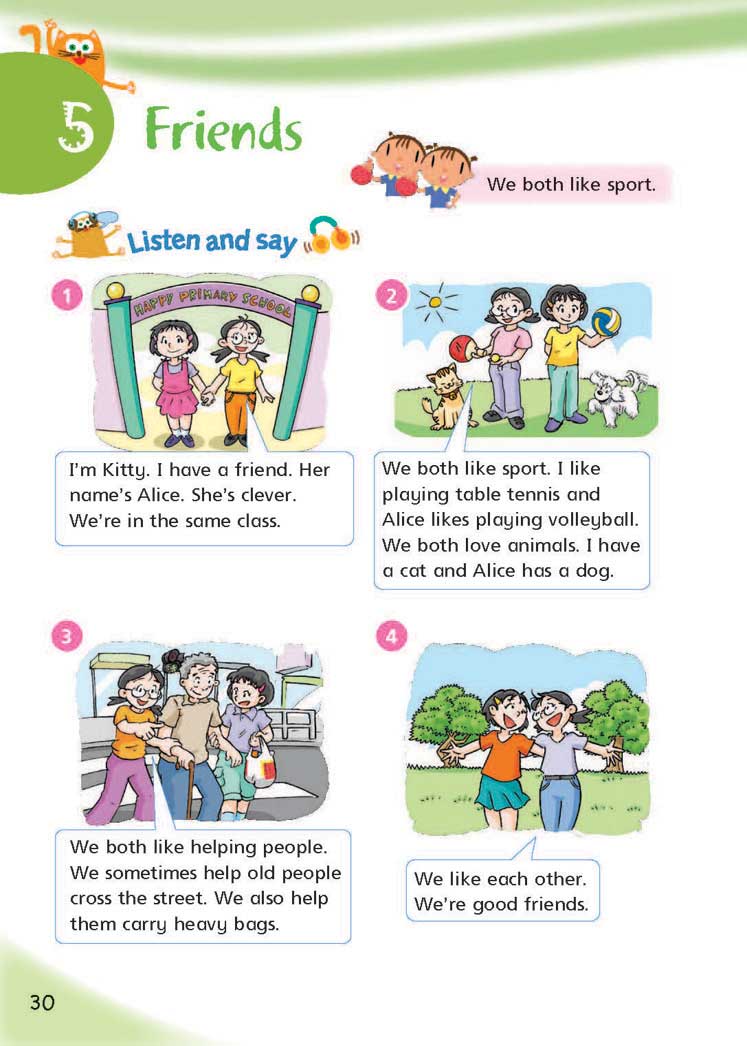 5 Friends
We both like sport.
Listen and say
1
HAPPY PRIMARY SCHOOL
I'm Kitty. I have a friend. Her
name's Alice. She's clever.
We're in the same class.
2
We both like sport. I like
playing table tennis and
Alice likes playing volleyball.
We both love animals. I have
a cat and Alice has a dog.
3
We both like helping people.
We sometimes help old people
cross the street. We also help
them carry heavy bags.
4
We like each other.
We're good friends.
30